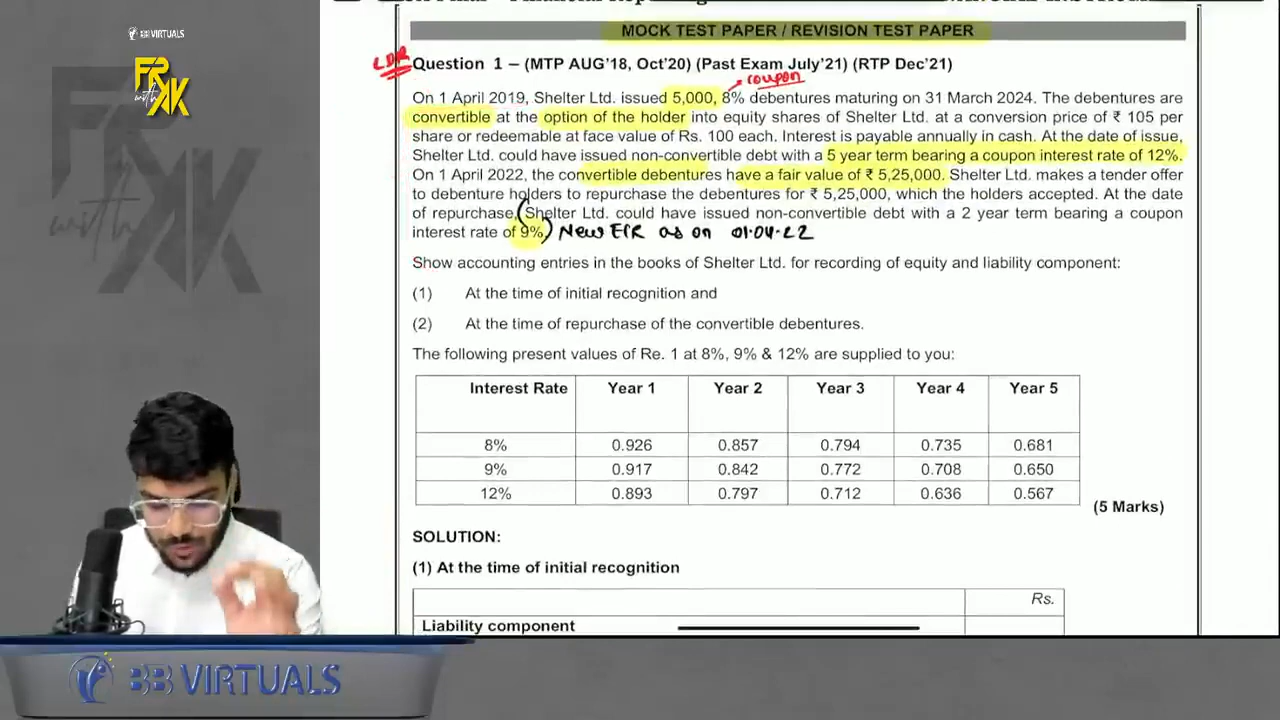 BB VIRTUALS
FR
with
AK
MOCK TEST PAPER / REVISION TEST PAPER
LDR
Question 1 – (MTP AUG'18, Oct'20) (Past Exam July'21) (RTP Dec'21)
coupon
On 1 April 2019, Shelter Ltd. issued 5,000, 8% debentures maturing on 31 March 2024. The debentures are
convertible at the option of the holder into equity shares of Shelter Ltd. at a conversion price of ₹ 105 per
share or redeemable at face value of Rs. 100 each. Interest is payable annually in cash. At the date of issue,
Shelter Ltd. could have issued non-convertible debt with a 5 year term bearing a coupon interest rate of 12%.
On 1 April 2022, the convertible debentures have a fair value of ₹ 5,25,000. Shelter Ltd. makes a tender offer
to debenture holders to repurchase the debentures for ₹ 5,25,000, which the holders accepted. At the date
of repurchase, Shelter Ltd. could have issued non-convertible debt with a 2 year term bearing a coupon
interest rate of 9%. New EIR as on 01.04.22
Show accounting entries in the books of Shelter Ltd. for recording of equity and liability component:
(1) At the time of initial recognition and
(2) At the time of repurchase of the convertible debentures.
The following present values of Re. 1 at 8%, 9% & 12% are supplied to you:
Interest Rate Year 1 Year 2 Year 3 Year 4 Year 5
8% 0.926 0.857 0.794 0.735 0.681
9% 0.917 0.842 0.772 0.708 0.650
12% 0.893 0.797 0.712 0.636 0.567
(5 Marks)
SOLUTION:
(1) At the time of initial recognition
Rs.
Liability component
BB VIRTUALS